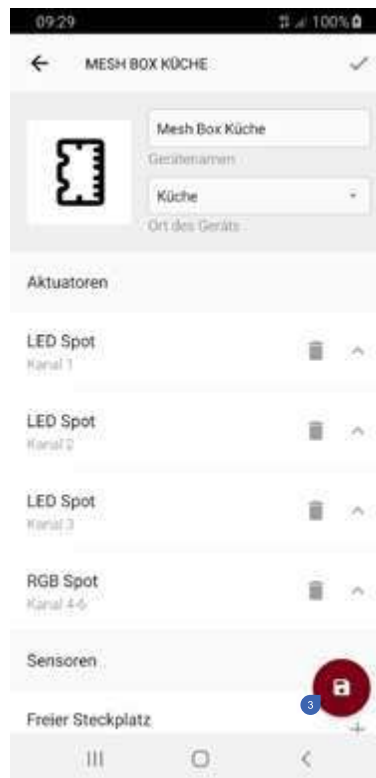 09:29 100%
MESH BOX KÜCHE
Mesh Box Küche
Gerätenamen
Küche
Ort des Geräts
Aktuatoren
LED Spot
Kanal 1
LED Spot
Kanal 2
LED Spot
Kanal 3
RGB Spot
Kanal 4-6
Sensoren
3
Freier Steckplatz